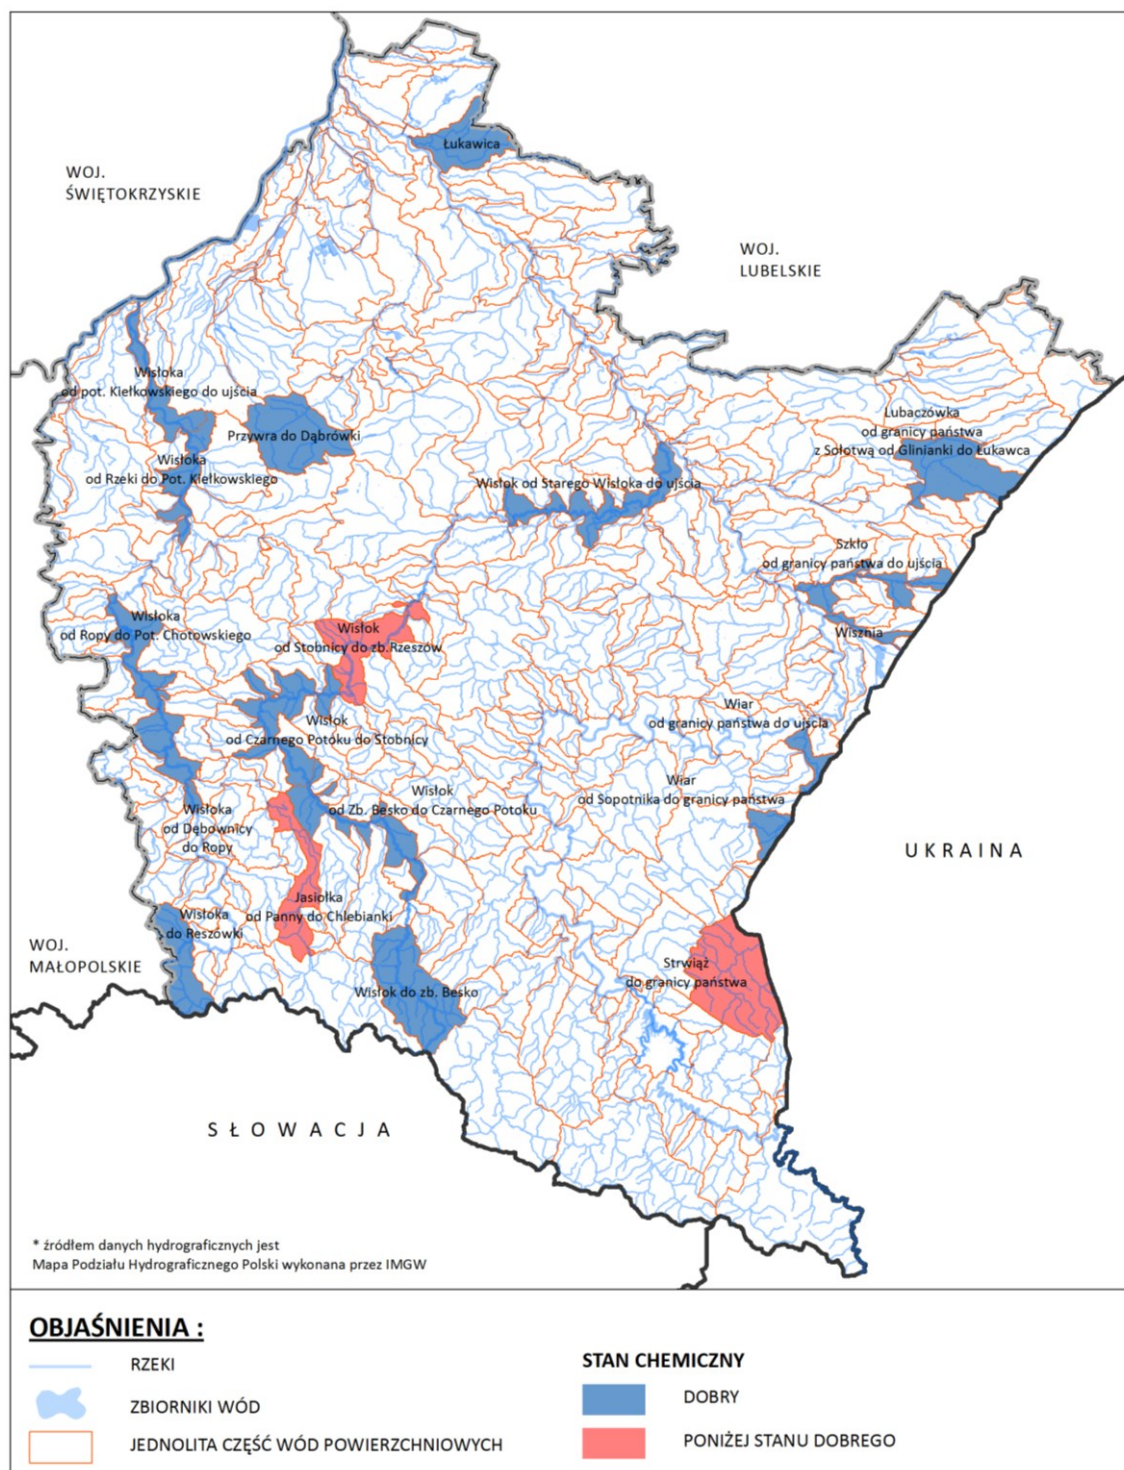 Łukawica
WOJ.
ŚWIĘTOKRZYSKIE
WOJ.
LUBELSKIE
Wisłoka
od pot. Kiełkowskiego do ujścia
Przywra do Dąbrówki
Wisłoka
od Rzeki do Pot. Kiełkowskiego
Lubaczówka
od granicy państwa
z Sołotwą od Glinianki do Łukawca
Wisłok od Starego Wisłoka do ujścia
Szkło
od granicy państwa do ujścia
Wisznia
Wisłoka
od Ropy do Pot. Chotowskiego
Wisłok
od Stobnicy do zb.Rzeszów
Wisłok
od Czarnego Potoku do Stobnicy
Wiar
od granicy państwa do ujścia
Wiar
od Sopotnika do granicy państwa
Wisłok
od Zb. Besko do Czarnego Potoku
Wisłoka
od Dębownicy
do Ropy
UKRAINA
Jasiołka
od Panny do Chlebianki
Wisłoka
do Reszówki
WOJ.
MAŁOPOLSKIE
Strwiąż
do granicy państwa
Wisłok do zb. Besko
SŁOWACJA
* źródłem danych hydrograficznych jest
Mapa Podziału Hydrograficznego Polski wykonana przez IMGW
OBJAŚNIENIA :
RZEKI
ZBIORNIKI WÓD
JEDNOLITA CZĘŚĆ WÓD POWIERZCHNIOWYCH
STAN CHEMICZNY
DOBRY
PONIŻEJ STANU DOBREGO